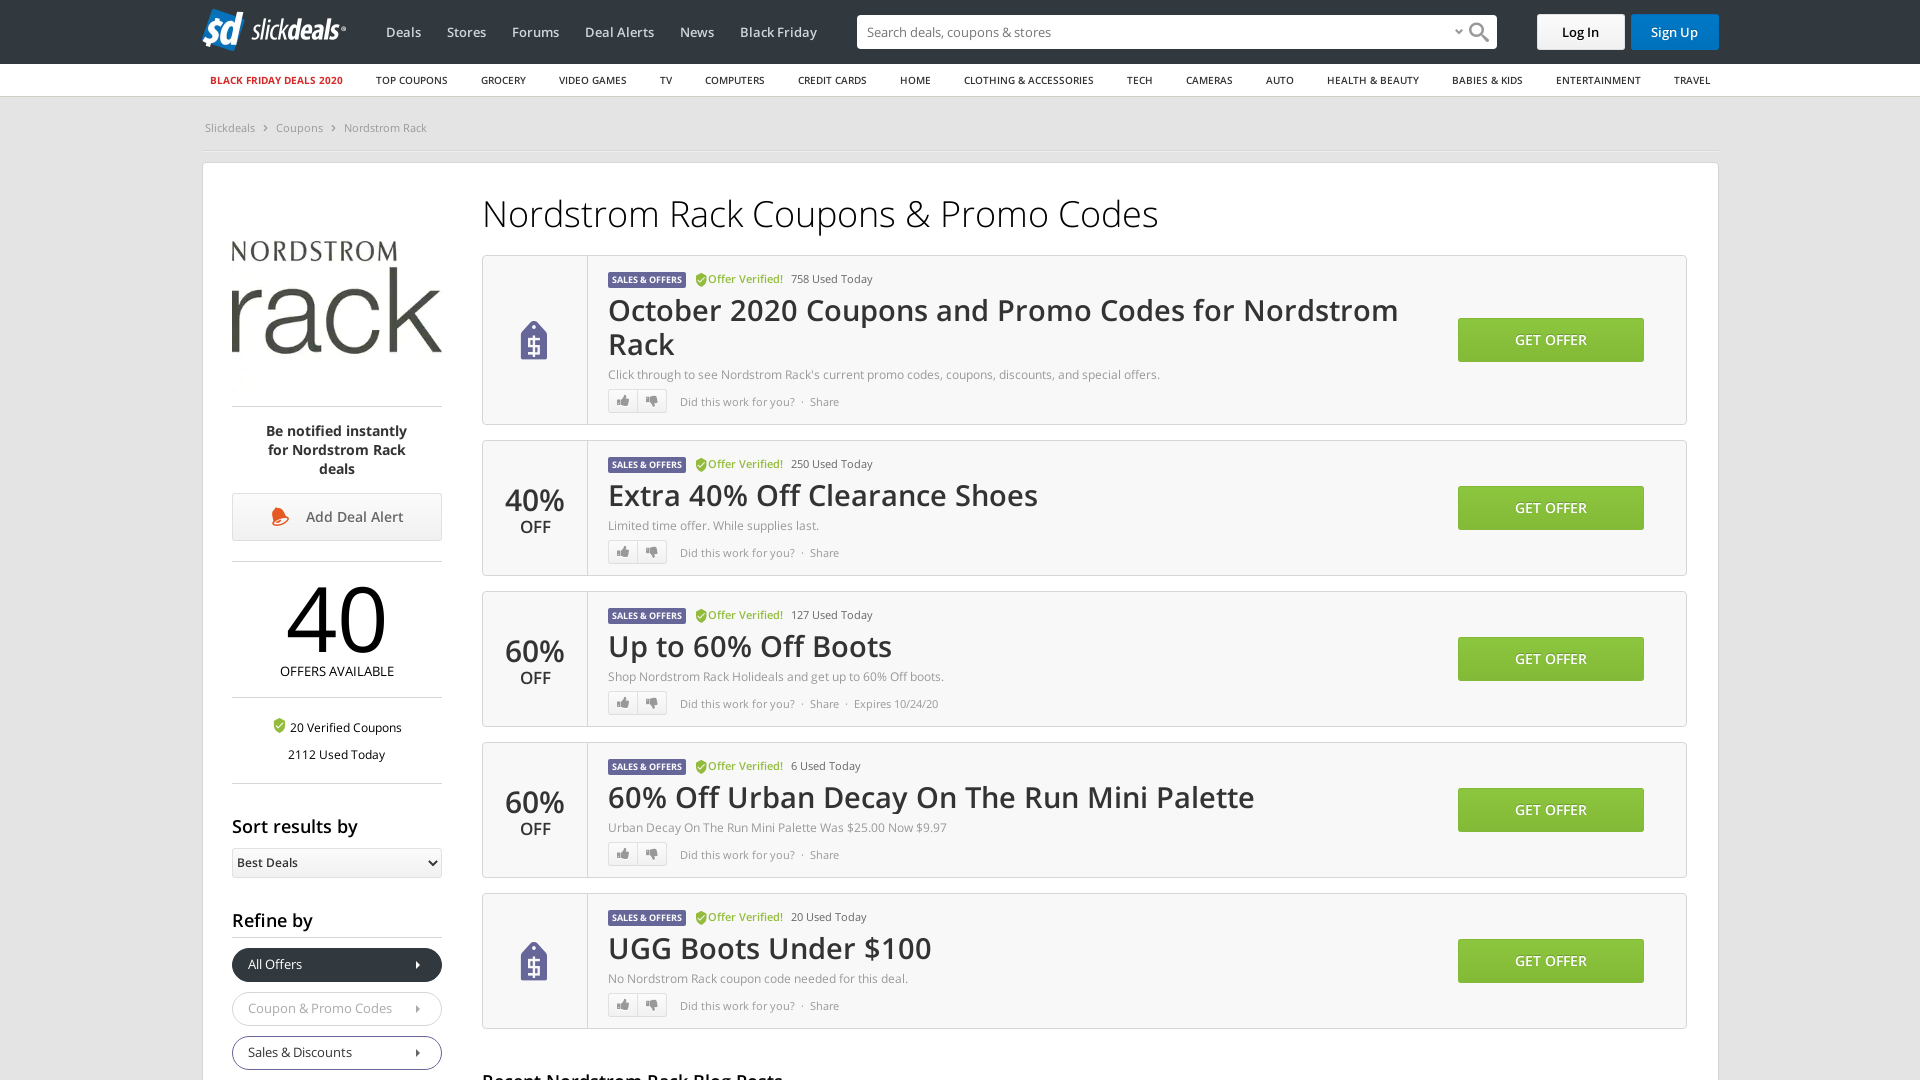 sd slickdeals
Deals Stores Forums Deal Alerts News Black Friday
Search deals, coupons & stores
Log In Sign Up
BLACK FRIDAY DEALS 2020 TOP COUPONS GROCERY VIDEO GAMES TV COMPUTERS CREDIT CARDS HOME CLOTHING & ACCESSORIES TECH CAMERAS AUTO HEALTH & BEAUTY BABIES & KIDS ENTERTAINMENT TRAVEL
Slickdeals > Coupons > Nordstrom Rack
NORDSTROM
rack
Be notified instantly
for Nordstrom Rack
deals
Add Deal Alert
40
OFFERS AVAILABLE
20 Verified Coupons
2112 Used Today
Sort results by
Best Deals
Refine by
All Offers
Coupon & Promo Codes
Sales & Discounts
Nordstrom Rack Coupons & Promo Codes
SALES & OFFERS Offer Verified! 758 Used Today
October 2020 Coupons and Promo Codes for Nordstrom
Rack
Click through to see Nordstrom Rack's current promo codes, coupons, discounts, and special offers.
Did this work for you? · Share
GET OFFER
40%
OFF
SALES & OFFERS Offer Verified! 250 Used Today
Extra 40% Off Clearance Shoes
Limited time offer. While supplies last.
Did this work for you? · Share
GET OFFER
60%
OFF
SALES & OFFERS Offer Verified! 127 Used Today
Up to 60% Off Boots
Shop Nordstrom Rack Holideals and get up to 60% Off boots.
Did this work for you? · Share · Expires 10/24/20
GET OFFER
60%
OFF
SALES & OFFERS Offer Verified! 6 Used Today
60% Off Urban Decay On The Run Mini Palette
Urban Decay On The Run Mini Palette Was $25.00 Now $9.97
Did this work for you? · Share
GET OFFER
SALES & OFFERS Offer Verified! 20 Used Today
UGG Boots Under $100
No Nordstrom Rack coupon code needed for this deal.
Did this work for you? · Share
GET OFFER
Recent Nordstrom Rack Blog Posts